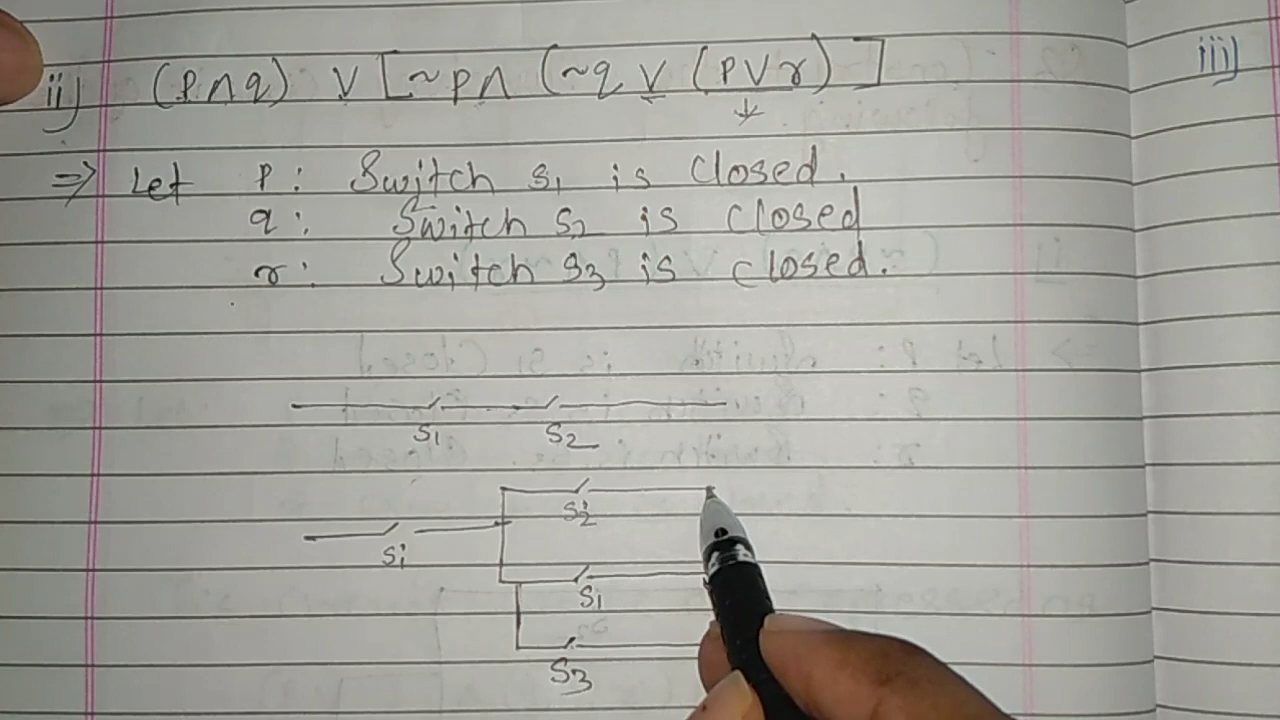 ii) (p∧q) ∨ [~p∧ (~q ∨ (p∨r) ]
iii)
⇒ Let p: Switch S₁ is closed.
q: Switch S₂ is closed
r: Switch S₃ is closed.
S₁ S₂
S₂'
S₁'
S₁
S₃